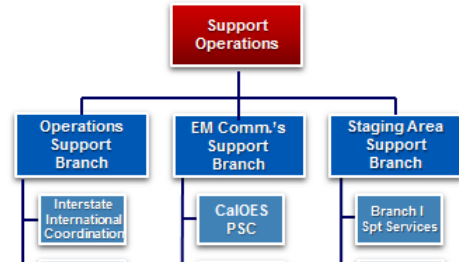 Support
Operations
Operations
Support
Branch
EM Comm.'s
Support
Branch
Staging Area
Support
Branch
Interstate
International
Coordination
CalOES
PSC
Branch I
Spt Services